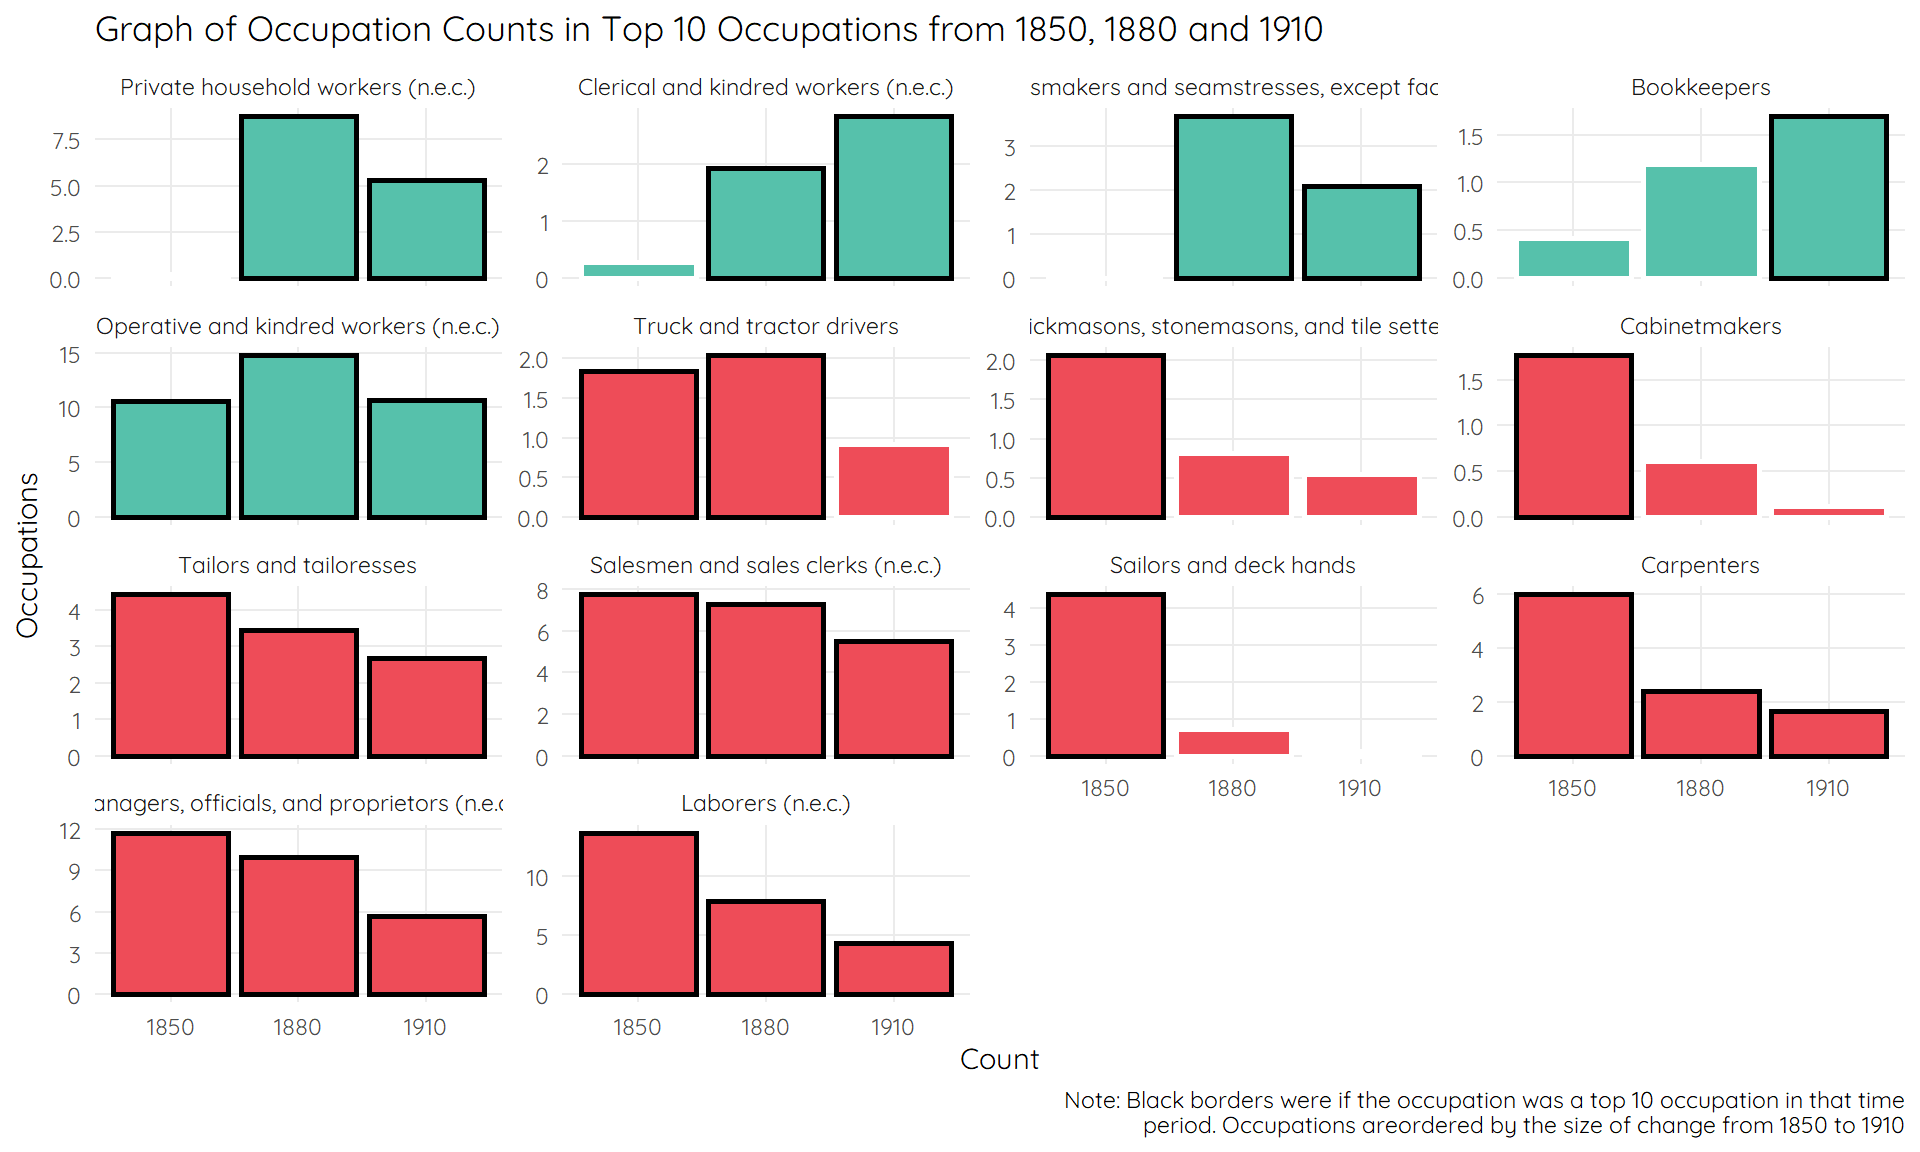 Graph of Occupation Counts in Top 10 Occupations from 1850, 1880 and 1910
Private household workers (n.e.c.)
7.5
5.0
2.5
0.0
Clerical and kindred workers (n.e.c.)
2
1
0
smakers and seamstresses, except fac
3
2
1
0
Bookkeepers
1.5
1.0
0.5
0.0
Operative and kindred workers (n.e.c.)
15
10
5
0
Truck and tractor drivers
2.0
1.5
1.0
0.5
0.0
ickmasons, stonemasons, and tile sette
2.0
1.5
1.0
0.5
0.0
Cabinetmakers
1.5
1.0
0.5
0.0
Occupations
Tailors and tailoresses
4
3
2
1
0
Salesmen and sales clerks (n.e.c.)
8
6
4
2
0
Sailors and deck hands
4
3
2
1
0
1850 1880 1910
Carpenters
6
4
2
0
1850 1880 1910
anagers, officials, and proprietors (n.e.c
12
9
6
3
0
1850 1880 1910
Laborers (n.e.c.)
10
5
0
1850 1880 1910
Count
Note: Black borders were if the occupation was a top 10 occupation in that time
period. Occupations areordered by the size of change from 1850 to 1910